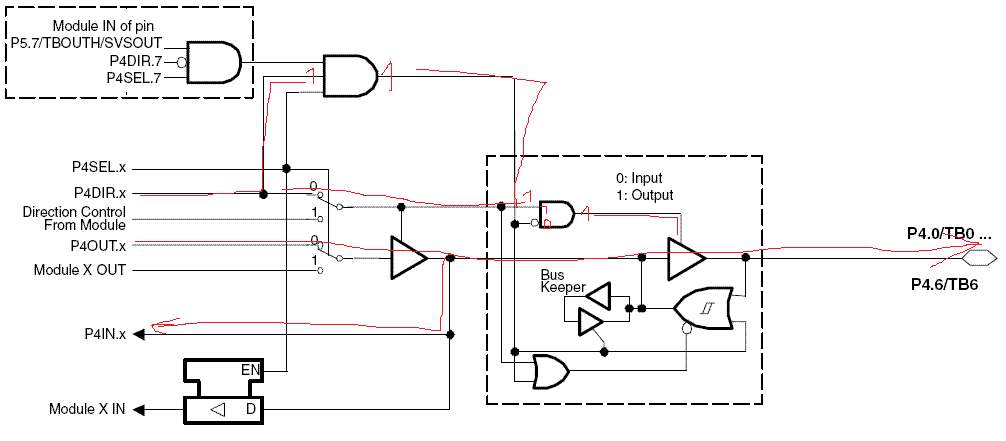 Module IN of pin
P5.7/TBOUTH/SVSOUT
P4DIR.7
P4SEL.7
1
1
P4SEL.x
P4DIR.x
0
Direction Control
From Module
1
P4OUT.x
0
Module X OUT
1
P4IN.x
EN
D
Module X IN
0: Input
1: Output
1
0
1
Bus
Keeper
P4.0/TB0 ...
P4.6/TB6